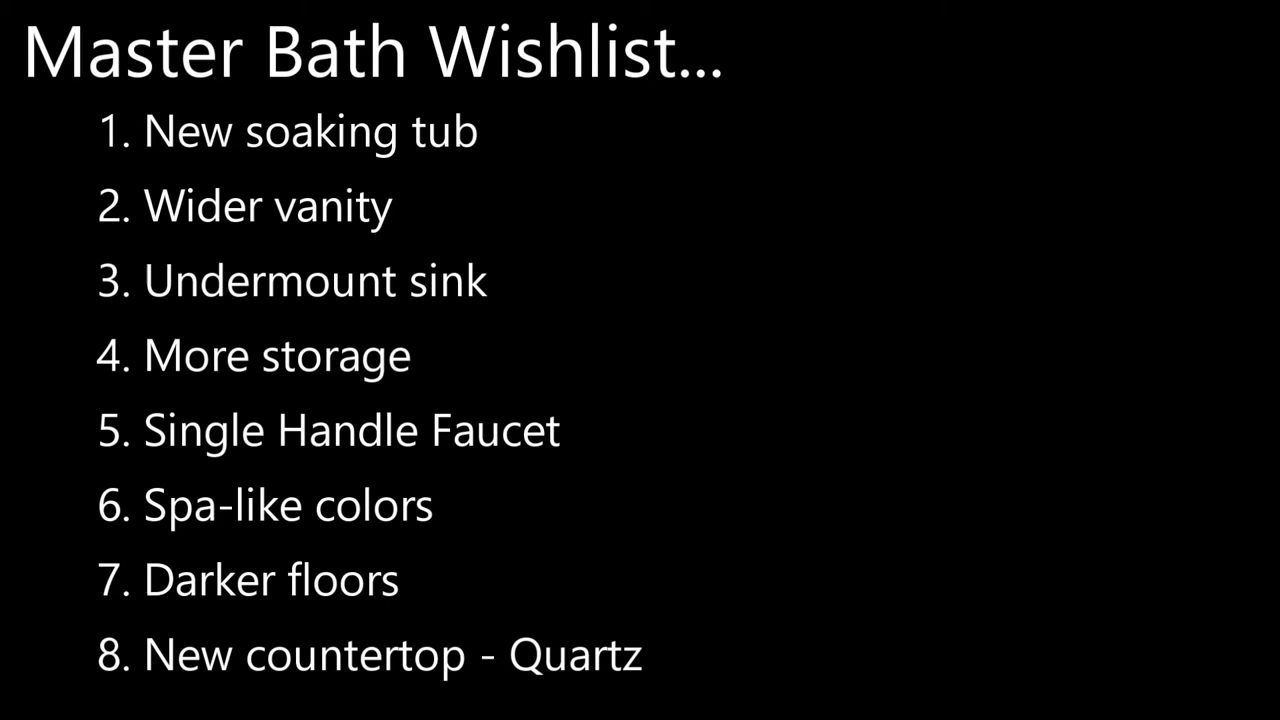 Master Bath Wishlist...
1. New soaking tub
2. Wider vanity
3. Undermount sink
4. More storage
5. Single Handle Faucet
6. Spa-like colors
7. Darker floors
8. New countertop - Quartz